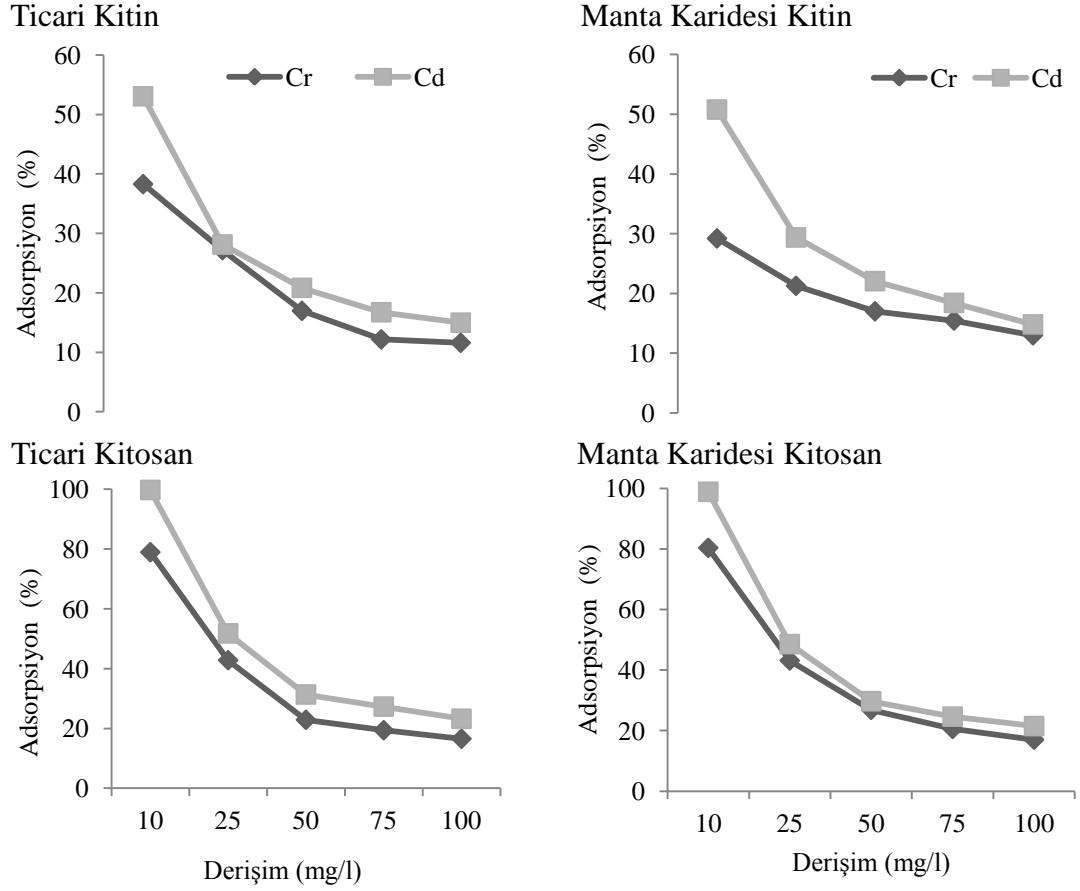 Ticari Kitin
60
50
40
30
20
10
0
Adsorpsiyon (%)
Cr
Cd
Manta Karidesi Kitin
60
50
40
30
20
10
0
Adsorpsiyon (%)
Cr
Cd
Ticari Kitosan
100
80
60
40
20
0
Adsorpsiyon (%)
10 25 50 75 100
Derişim (mg/l)
Manta Karidesi Kitosan
100
80
60
40
20
0
Adsorpsiyon (%)
10 25 50 75 100
Derişim (mg/l)